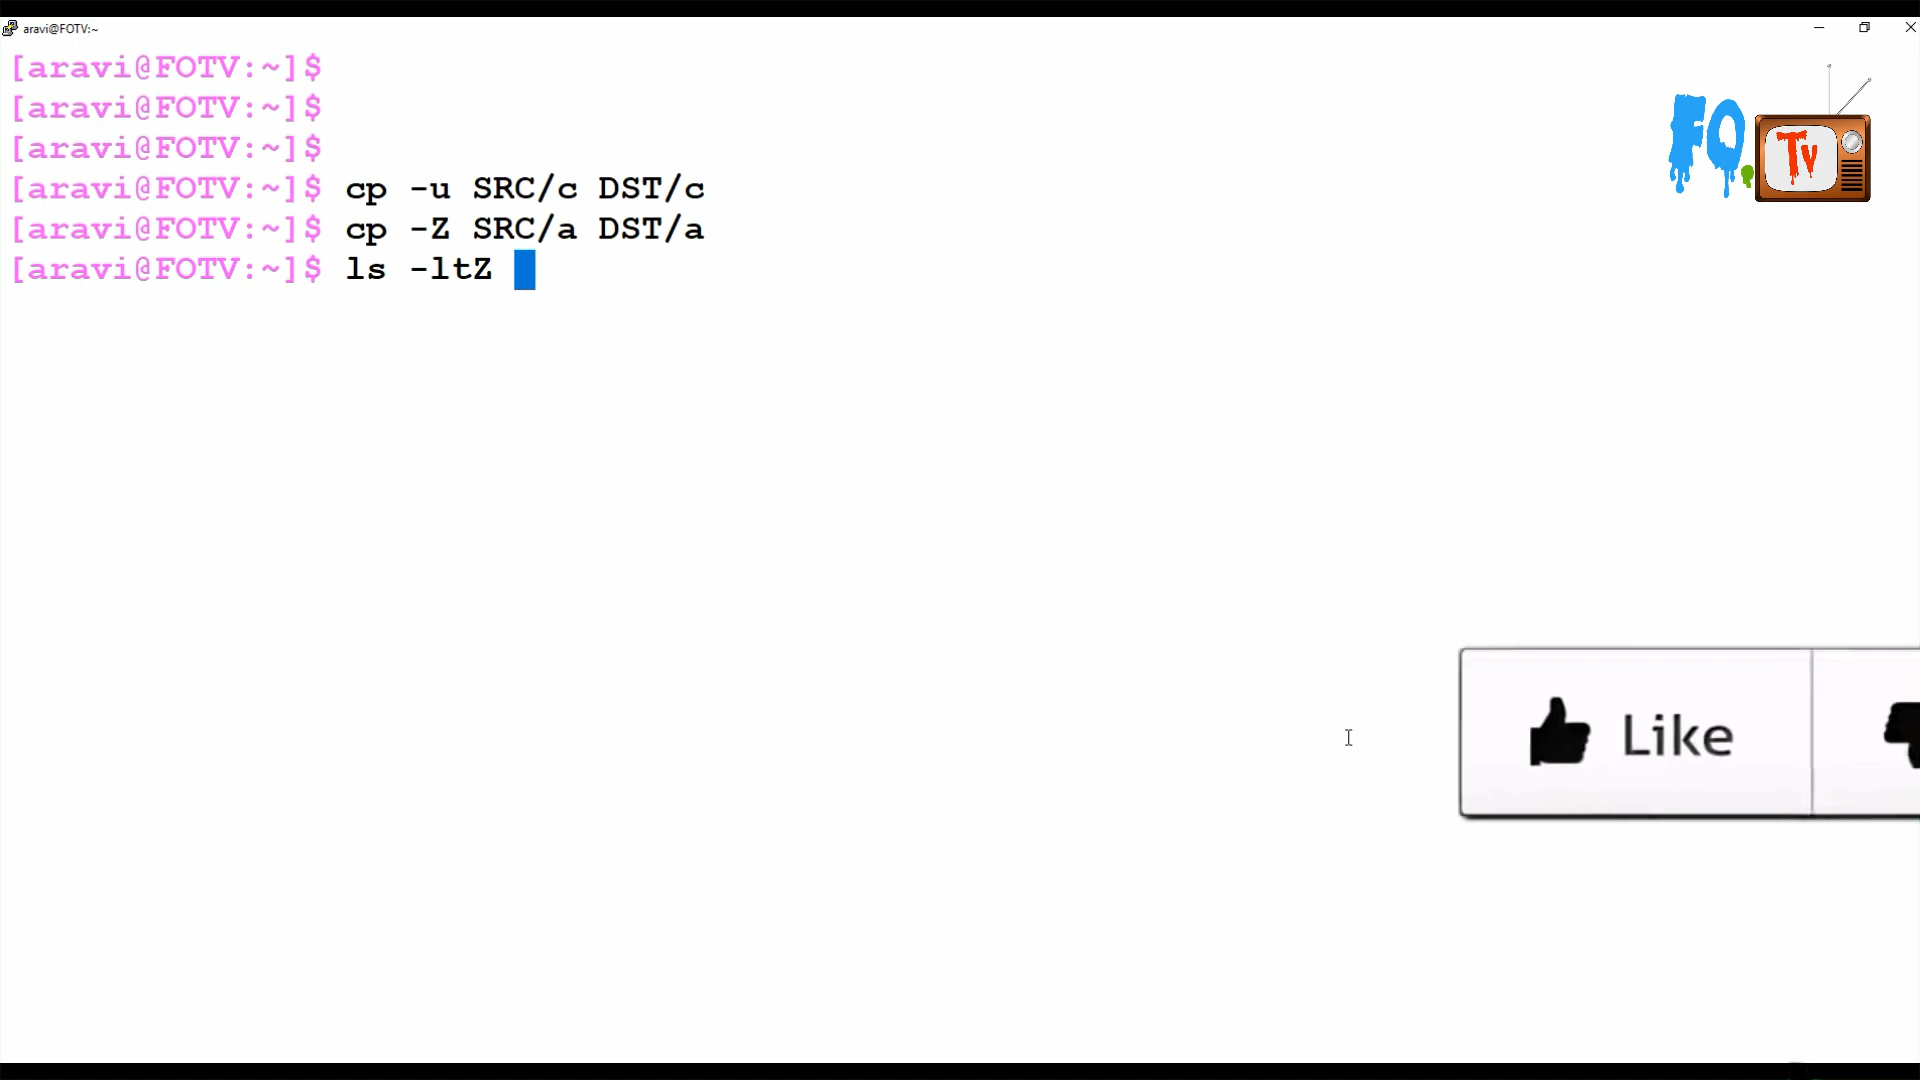 aravi@FOTV:~
[aravi@FOTV:~]$
[aravi@FOTV:~]$
[aravi@FOTV:~]$
[aravi@FOTV:~]$ cp -u SRC/c DST/c
[aravi@FOTV:~]$ cp -Z SRC/a DST/a
[aravi@FOTV:~]$ ls -ltZ
FO.
Tv
Like